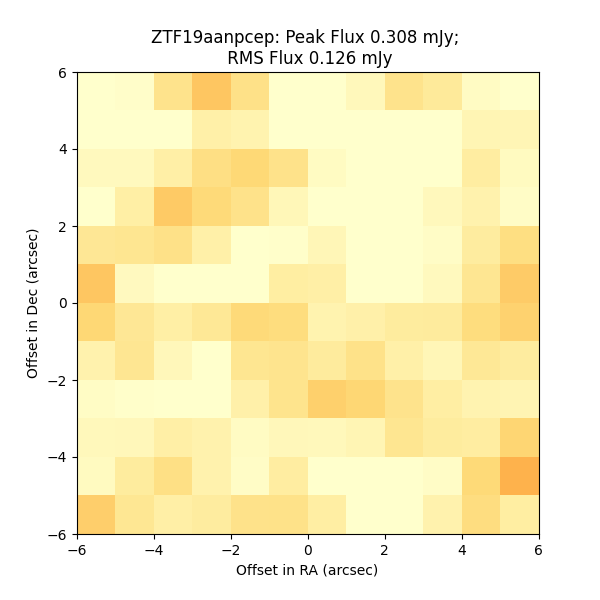 ZTF19aanpcep: Peak Flux 0.308 mJy;
RMS Flux 0.126 mJy
6
4
2
0
−2
−4
−6
Offset in Dec (arcsec)
−6 −4 −2 0 2 4 6
Offset in RA (arcsec)